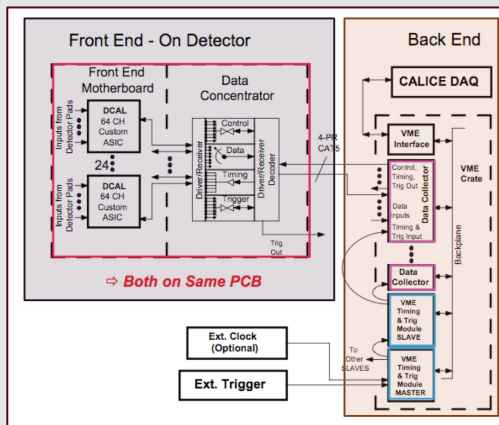 Front End - On Detector
Front End
Motherboard
Data
Concentrator
Inputs from
Detector Pads
DCAL
64 CH
Custom
ASIC
24
Inputs from
Detector Pads
DCAL
64 CH
Custom
ASIC
Driver/Receiver
Driver/Receiver
Control
Data
Timing
Trigger
Driver/Receiver
Decoder
4-PR
CAT5
Trig
Out
⇨ Both on Same PCB
Back End
CALICE DAQ
VME
Interface
VME
Crate
Control,
Timing,
Trig Out
Data
Inputs
Timing &
Trig Input
Data Collector
Backplane
Data
Collector
VME
Timing
& Trig
Module
SLAVE
To
Other
SLAVES
VME
Timing
& Trig
Module
MASTER
Ext. Clock
(Optional)
Ext. Trigger